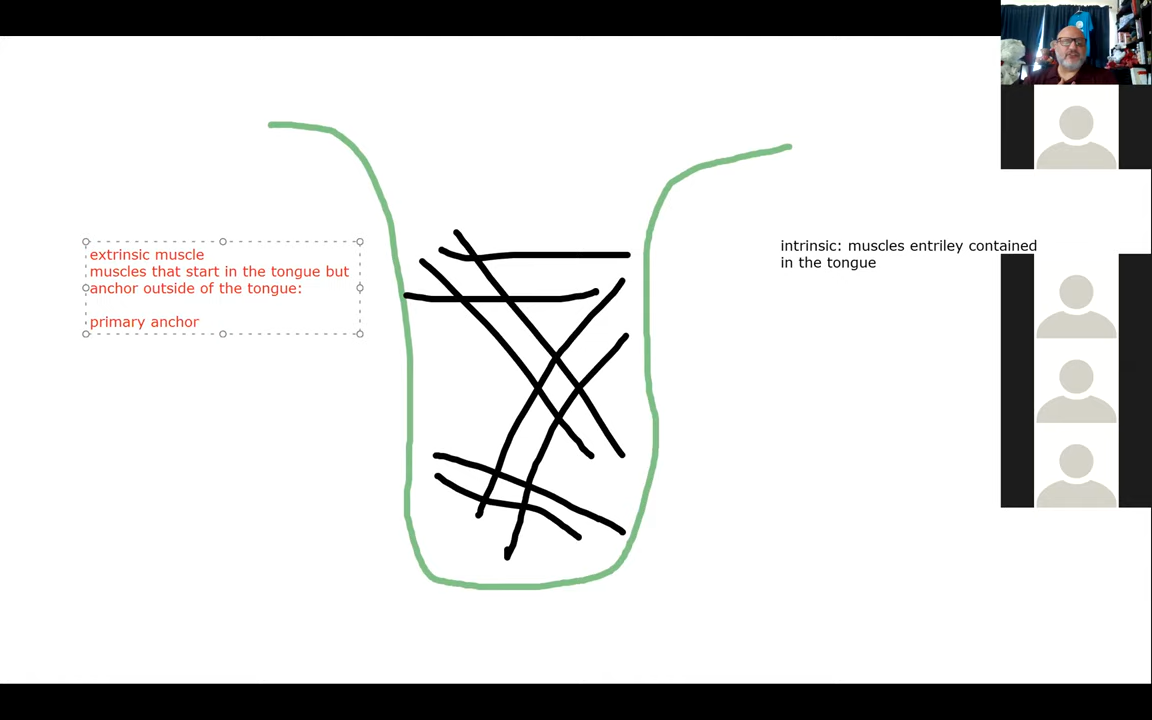 extrinsic muscle
muscles that start in the tongue but
anchor outside of the tongue:
primary anchor
intrinsic: muscles entriley contained
in the tongue